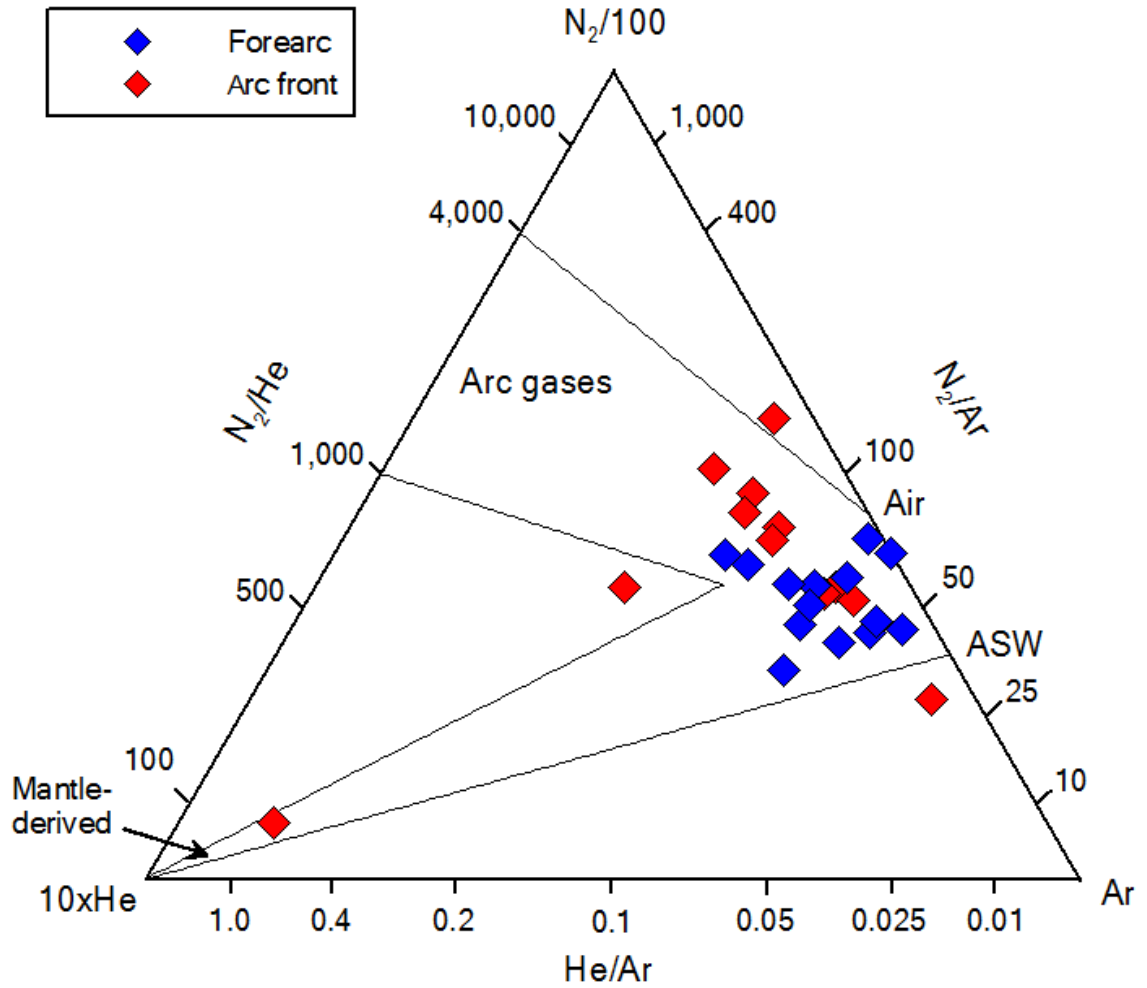 Forearc
Arc front
N₂/100
10,000
1,000
4,000
400
Arc gases
N₂/He
N₂/Ar
1,000
100
Air
500
50
ASW
25
100
10
Mantle-
derived
10xHe
Ar
1.0
0.4
0.2
0.1
0.05
0.025
0.01
He/Ar